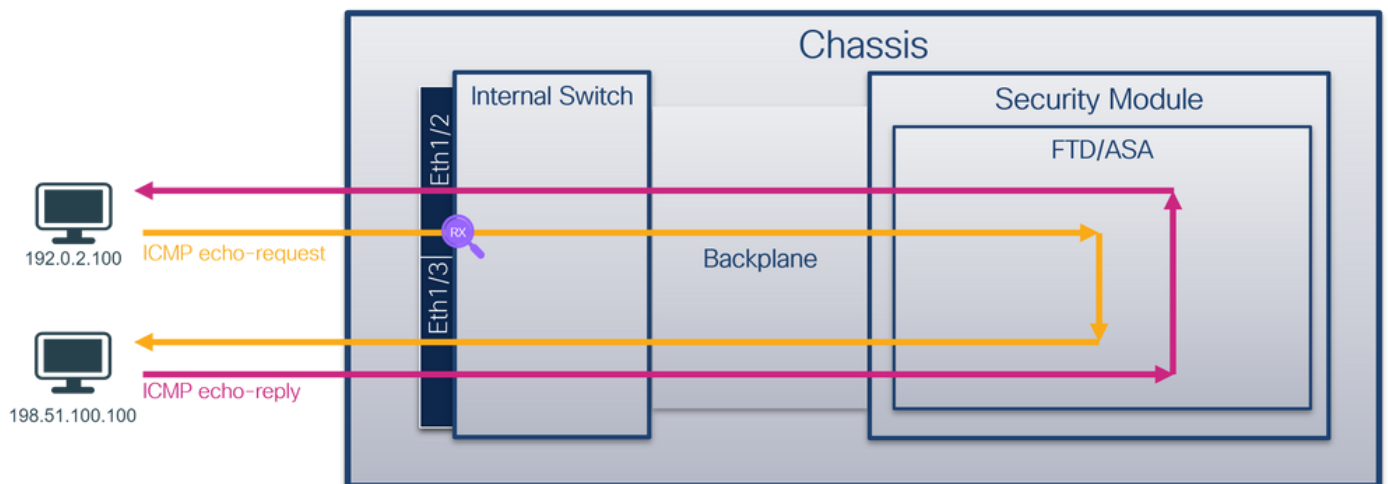 Chassis
Internal Switch
Security Module
FTD/ASA
Eth1/2
RX
192.0.2.100
ICMP echo-request
Backplane
Eth1/3
198.51.100.100
ICMP echo-reply